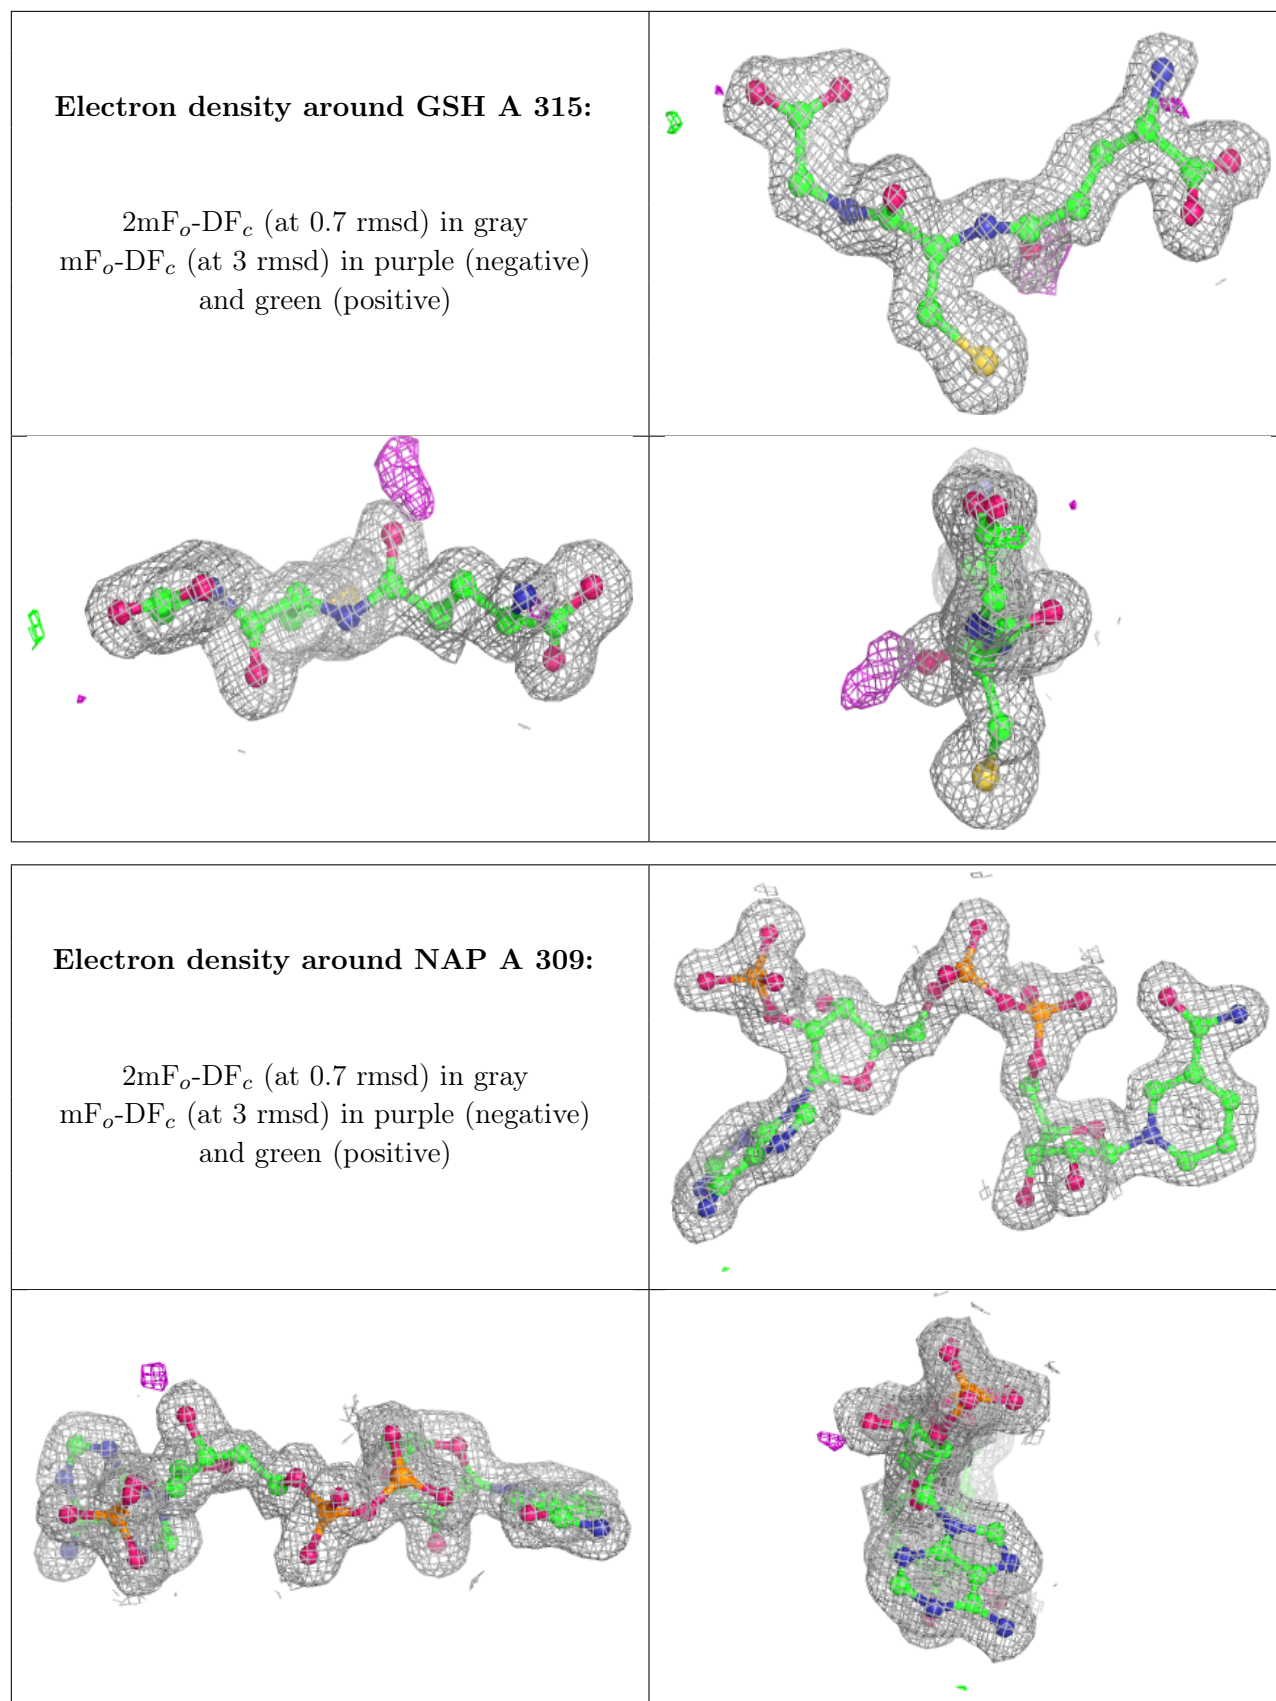 Electron density around GSH A 315:
2mFo-DFc (at 0.7 rmsd) in gray
mFo-DFc (at 3 rmsd) in purple (negative)
and green (positive)
Electron density around NAP A 309:
2mFo-DFc (at 0.7 rmsd) in gray
mFo-DFc (at 3 rmsd) in purple (negative)
and green (positive)